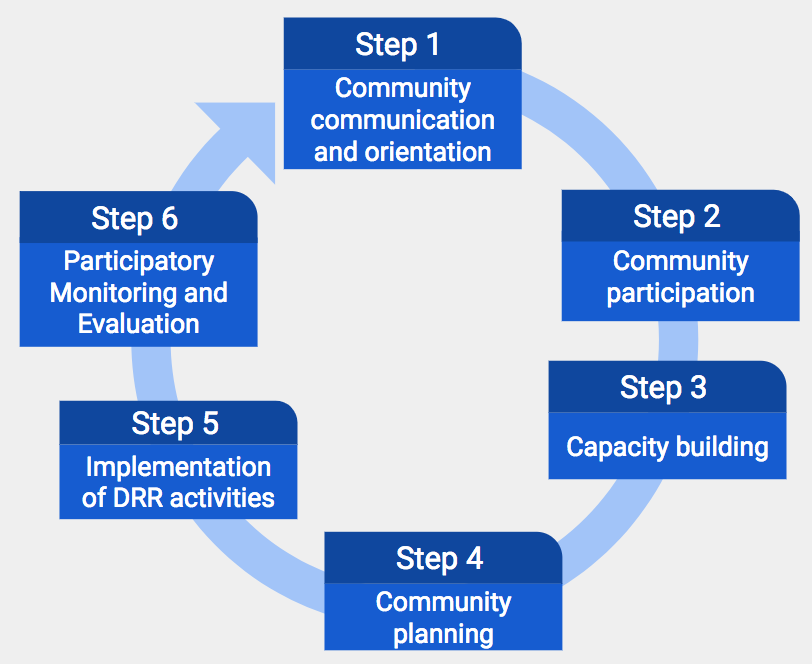 Step 1
Community
communication
and orientation
Step 2
Community
participation
Step 3
Capacity building
Step 4
Community
planning
Step 5
Implementation
of DRR activities
Step 6
Participatory
Monitoring and
Evaluation